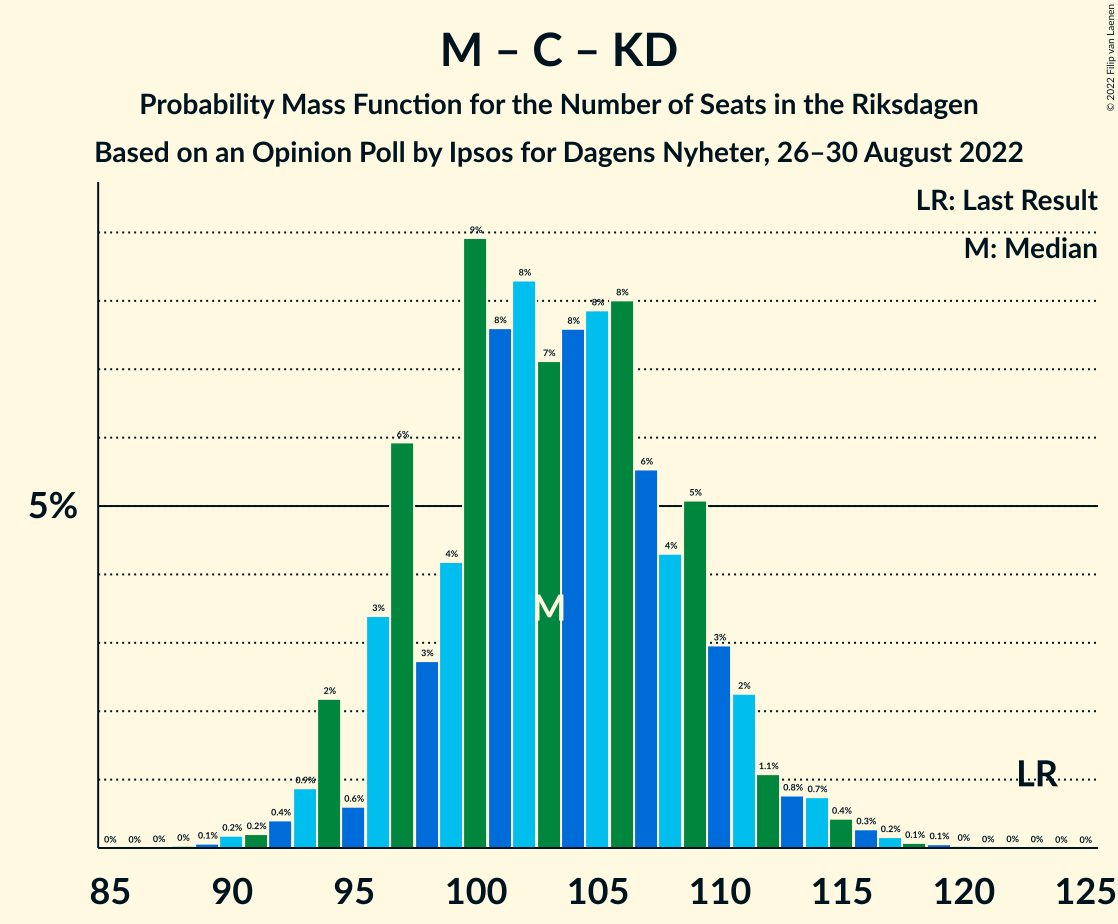 M – C – KD
Probability Mass Function for the Number of Seats in the Riksdagen
Based on an Opinion Poll by Ipsos for Dagens Nyheter, 26–30 August 2022
© 2022 Filip van Laenen
LR: Last Result
M: Median
5%
0% 0% 0% 0% 0.1% 0.2% 0.2% 0.4% 0.9% 2% 0.6% 3% 6% 3% 4% 9% 8% 8% 7% 8% 8% 8% 6% 4% 5% 3% 2% 1.1% 0.8% 0.7% 0.4% 0.3% 0.2% 0.1% 0.1% 0% 0% 0% 0% 0% 0%
M
LR
85 90 95 100 105 110 115 120 125